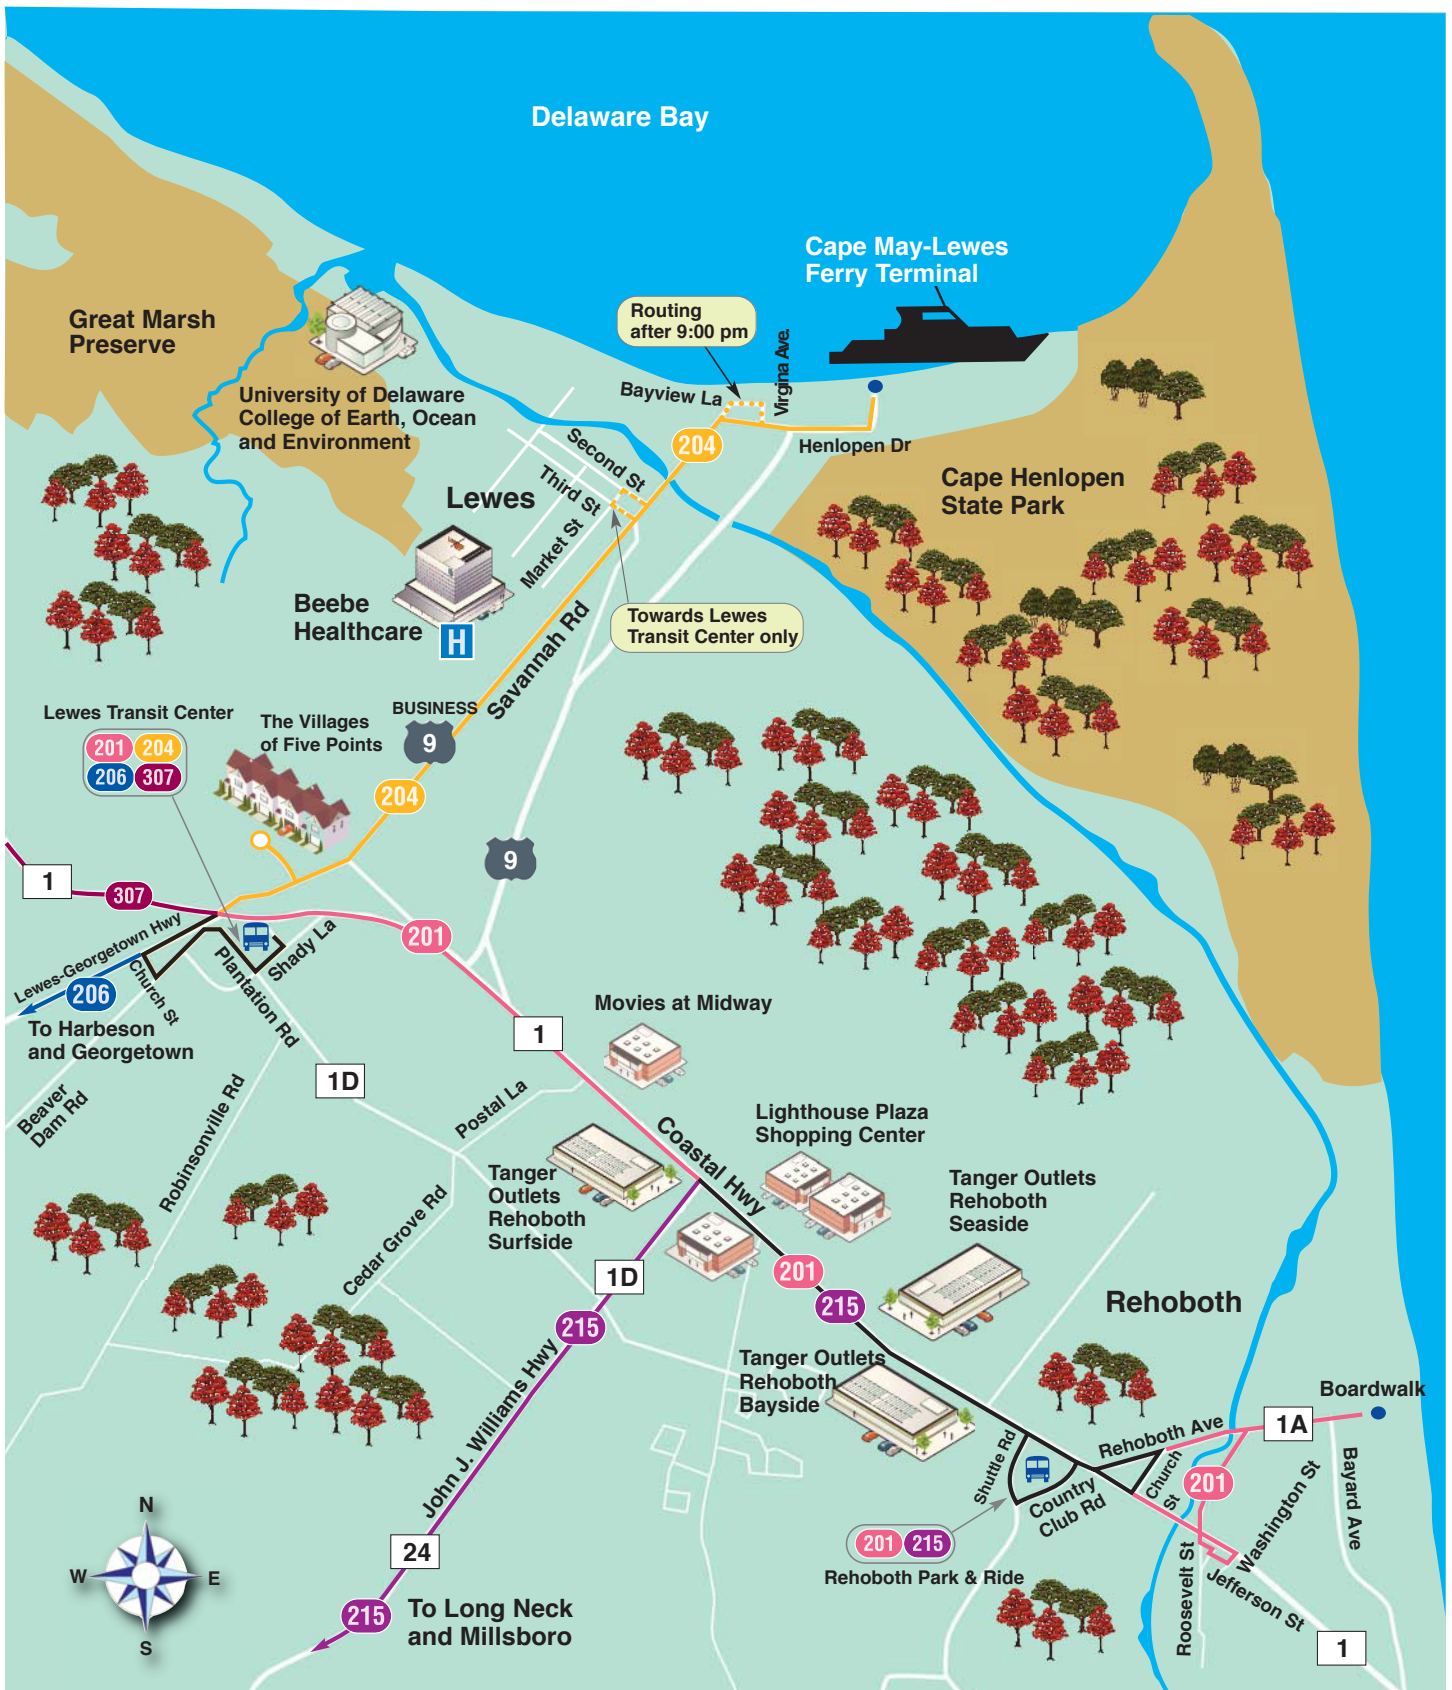 Delaware Bay
Cape May-Lewes
Ferry Terminal
Routing
after 9:00 pm
Great Marsh
Preserve
Virgina Ave.
Bayview La
University of Delaware
College of Earth, Ocean
and Environment
204
Henlopen Dr
Second St
Third St
Market St
Lewes
Cape Henlopen
State Park
Beebe
Healthcare
H
Towards Lewes
Transit Center only
Savannah Rd
Lewes Transit Center
201 204
206 307
The Villages
of Five Points
BUSINESS
9
204
9
1
307
201
Lewes-Georgetown Hwy
206
Church St
Plantation Rd
Shady La
To Harbeson
and Georgetown
Movies at Midway
1
1D
Beaver
Dam Rd
Robinsonville Rd
Postal La
Coastal Hwy
Lighthouse Plaza
Shopping Center
Tanger
Outlets
Rehoboth
Surfside
Tanger Outlets
Rehoboth
Seaside
Cedar Grove Rd
1D
201
215
215
Rehoboth
Tanger Outlets
Rehoboth
Bayside
John J. Williams Hwy
Boardwalk
1A
Rehoboth Ave
Shuttle Rd
Country
Club Rd
Church
St
201
Washington St
Bayard Ave
201 215
Rehoboth Park & Ride
Roosevelt St
Jefferson St
1
24
215
To Long Neck
and Millsboro
N
W
E
S